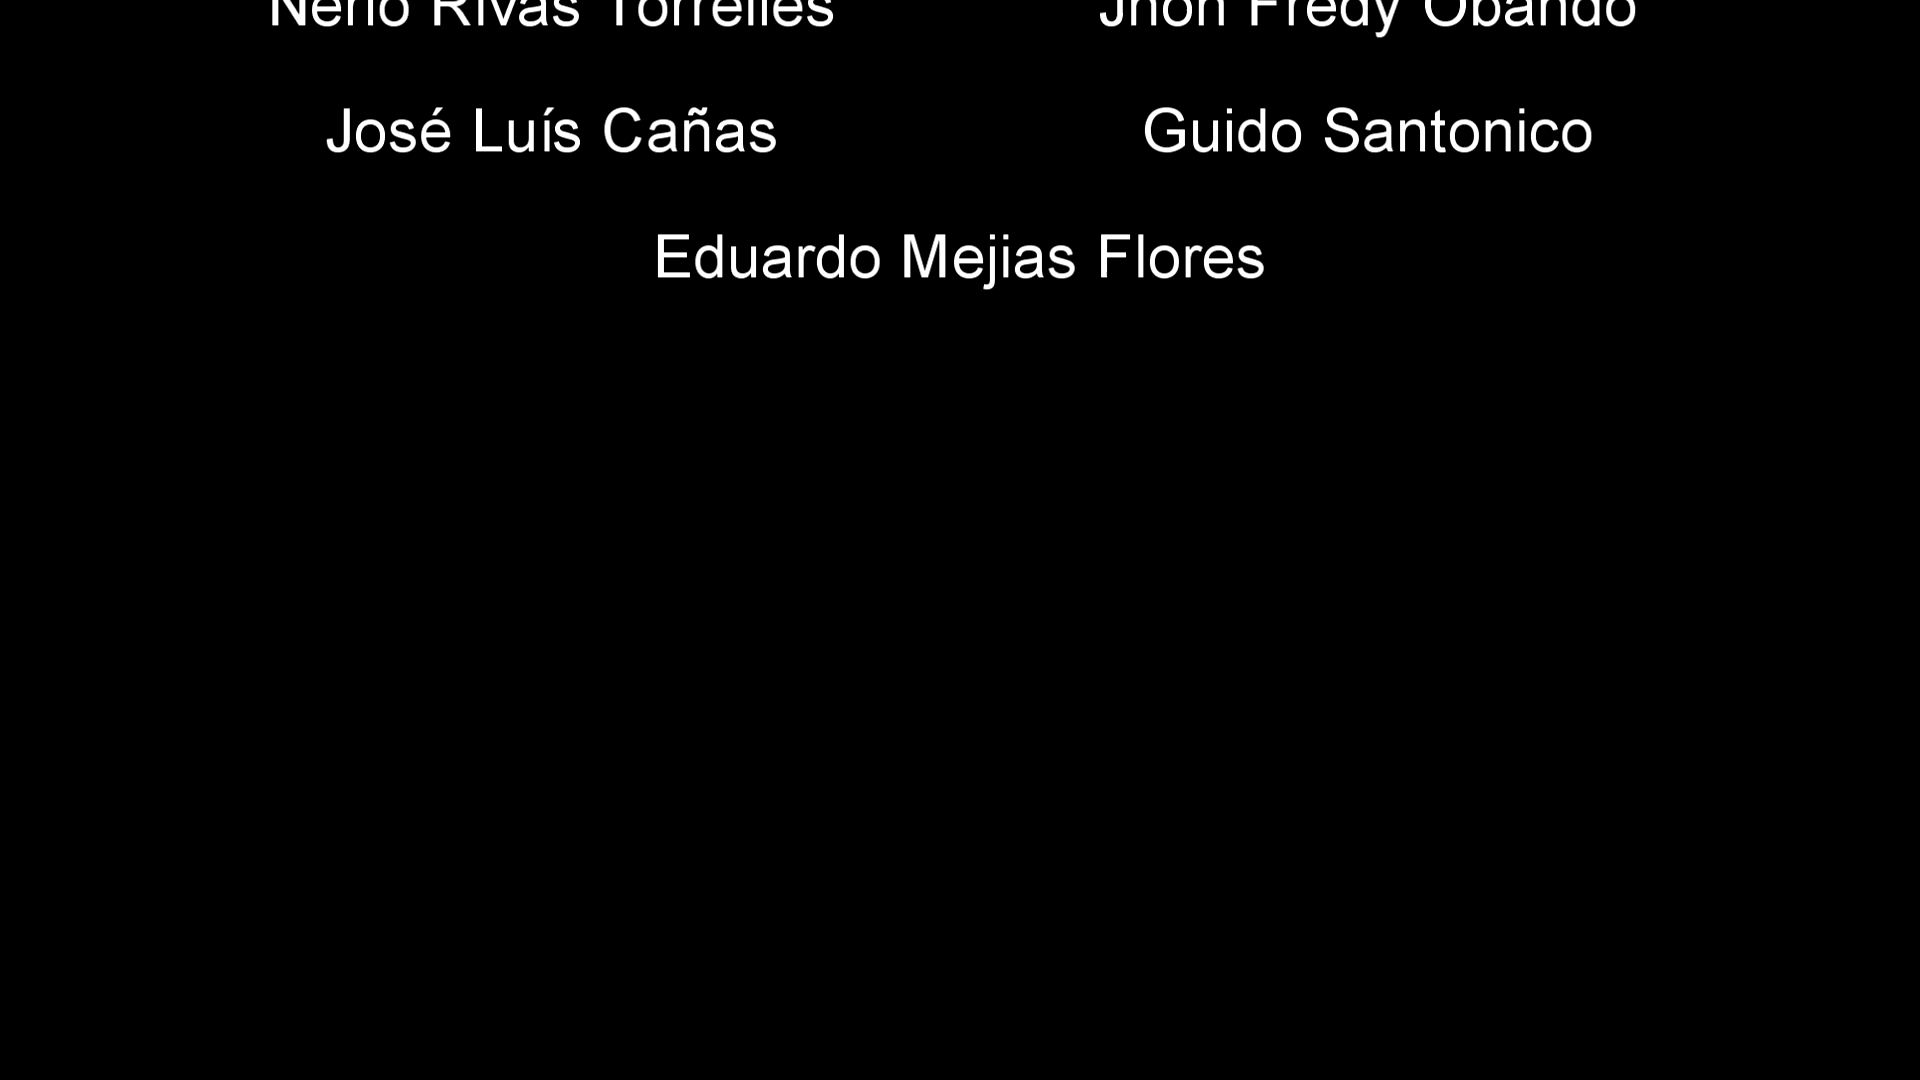 Nerio Rivas Torrelles Jhon Fredy Obando
José Luís Cañas Guido Santonico
Eduardo Mejias Flores